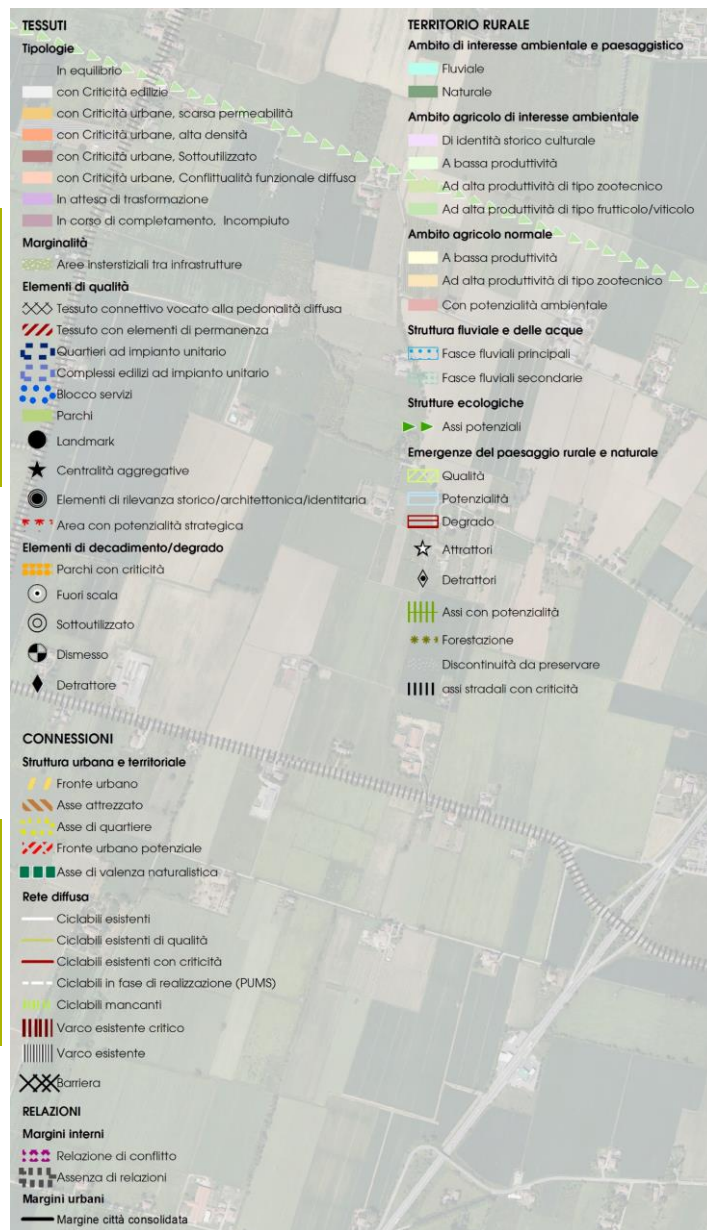 TESSUTI
Tipologie
In equilibrio
con Criticità edilizie
con Criticità urbane, scarsa permeabilità
con Criticità urbane, alta densità
con Criticità urbane, Sottoutilizzato
con Criticità urbane, Conflittualità funzionale diffusa
In attesa di trasformazione
In corso di completamento, Incompiuto
Marginalità
Aree insterstiziali tra infrastrutture
Elementi di qualità
Tessuto connettivo vocato alla pedonalità diffusa
Tessuto con elementi di permanenza
Quartieri ad impianto unitario
Complessi edilizi ad impianto unitario
Blocco servizi
Parchi
Landmark
Centralità aggregative
Elementi di rilevanza storico/architettonica/identitaria
Area con potenzialità strategica
Elementi di decadimento/degrado
Parchi con criticità
Fuori scala
Sottoutilizzato
Dismesso
Detrattore
CONNESSIONI
Struttura urbana e territoriale
Fronte urbano
Asse attrezzato
Asse di quartiere
Fronte urbano potenziale
Asse di valenza naturalistica
Rete diffusa
Ciclabili esistenti
Ciclabili esistenti di qualità
Ciclabili esistenti con criticità
Ciclabili in fase di realizzazione (PUMS)
Ciclabili mancanti
Varco esistente critico
Varco esistente
Barriera
RELAZIONI
Margini interni
Relazione di conflitto
Assenza di relazioni
Margini urbani
Margine città consolidata
TERRITORIO RURALE
Ambito di interesse ambientale e paesaggistico
Fluviale
Naturale
Ambito agricolo di interesse ambientale
Di identità storico culturale
A bassa produttività
Ad alta produttività di tipo zootecnico
Ad alta produttività di tipo frutticolo/viticolo
Ambito agricolo normale
A bassa produttività
Ad alta produttività di tipo zootecnico
Con potenzialità ambientale
Struttura fluviale e delle acque
Fasce fluviali principali
Fasce fluviali secondarie
Strutture ecologiche
Assi potenziali
Emergenze del paesaggio rurale e naturale
Qualità
Potenzialità
Degrado
Attrattori
Detrattori
Assi con potenzialità
Forestazione
Discontinuità da preservare
assi stradali con criticità